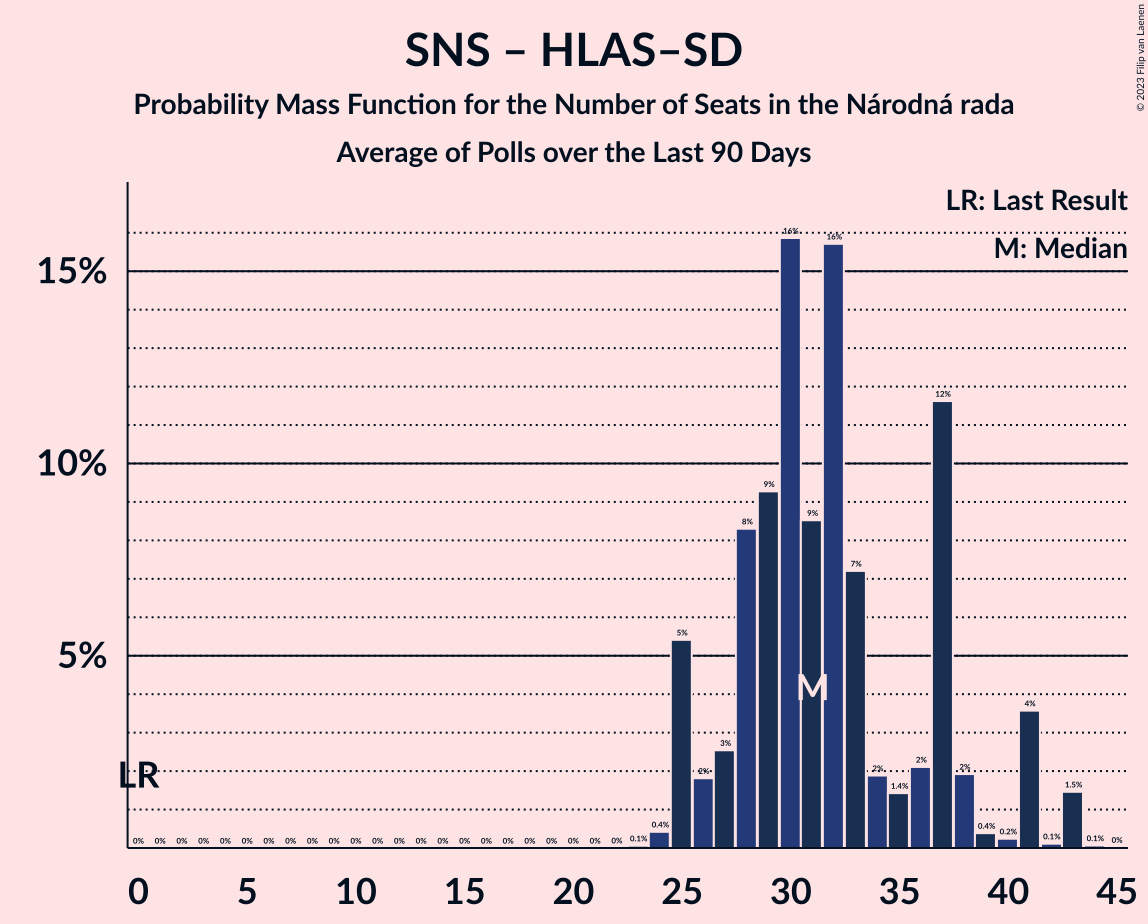 SNS – HLAS–SD
Probability Mass Function for the Number of Seats in the Národná rada
Average of Polls over the Last 90 Days
© 2023 Filip van Laenen
LR: Last Result
M: Median
15%
10%
5%
16%
16%
12%
9%
9%
8%
7%
5%
M
4%
3%
2%
2%
2%
2%
1.4%
1.5%
LR
0% 0% 0% 0% 0% 0% 0% 0% 0% 0% 0% 0% 0% 0% 0% 0% 0% 0% 0% 0% 0% 0% 0% 0.1% 0.4% 0.4% 0.2% 0.1% 0.1% 0%
0 5 10 15 20 25 30 35 40 45